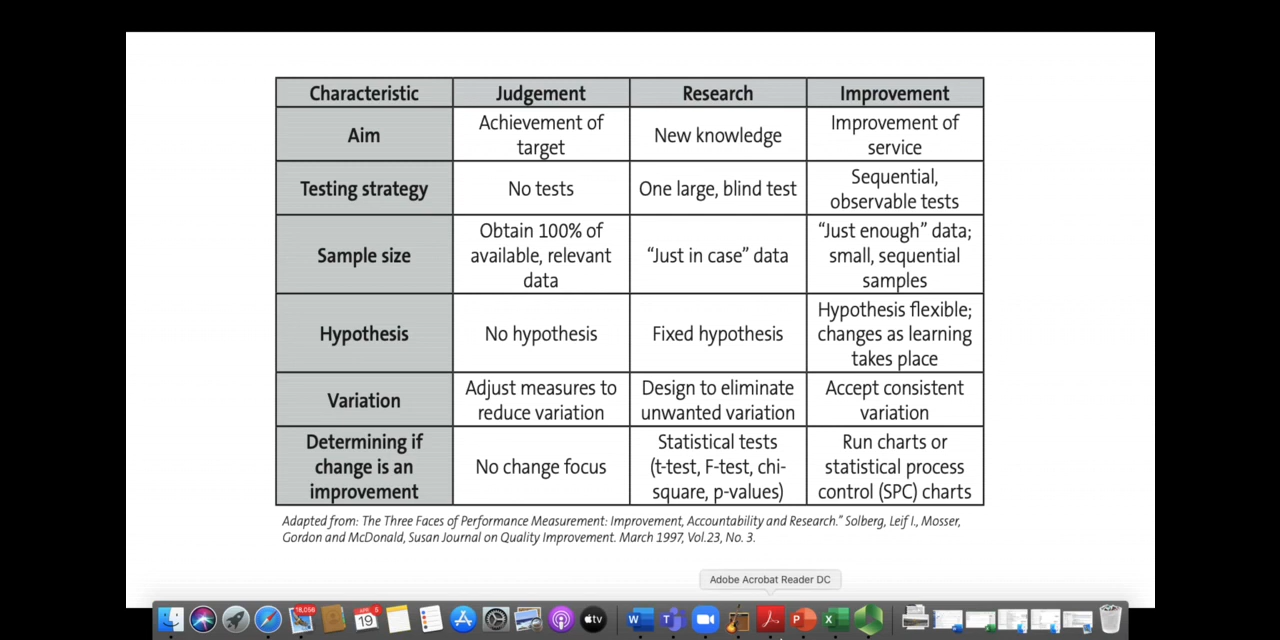 Characteristic Judgement Research Improvement
Aim
Achievement of
target
New knowledge
Improvement of
service
Testing strategy
No tests
One large, blind test
Sequential,
observable tests
Sample size
Obtain 100% of
available, relevant
data
“Just in case” data
“Just enough” data;
small, sequential
samples
Hypothesis
No hypothesis
Fixed hypothesis
Hypothesis flexible;
changes as learning
takes place
Variation
Adjust measures to
reduce variation
Design to eliminate
unwanted variation
Accept consistent
variation
Determining if
change is an
improvement
No change focus
Statistical tests
(t-test, F-test, chi-
square, p-values)
Run charts or
statistical process
control (SPC) charts
Adapted from: The Three Faces of Performance Measurement: Improvement, Accountability and Research.” Solberg, Leif I., Mosser,
Gordon and McDonald, Susan Journal on Quality Improvement. March 1997, Vol.23, No. 3.
Adobe Acrobat Reader DC
18,056
APR 5
19
tv
W
T
P
X